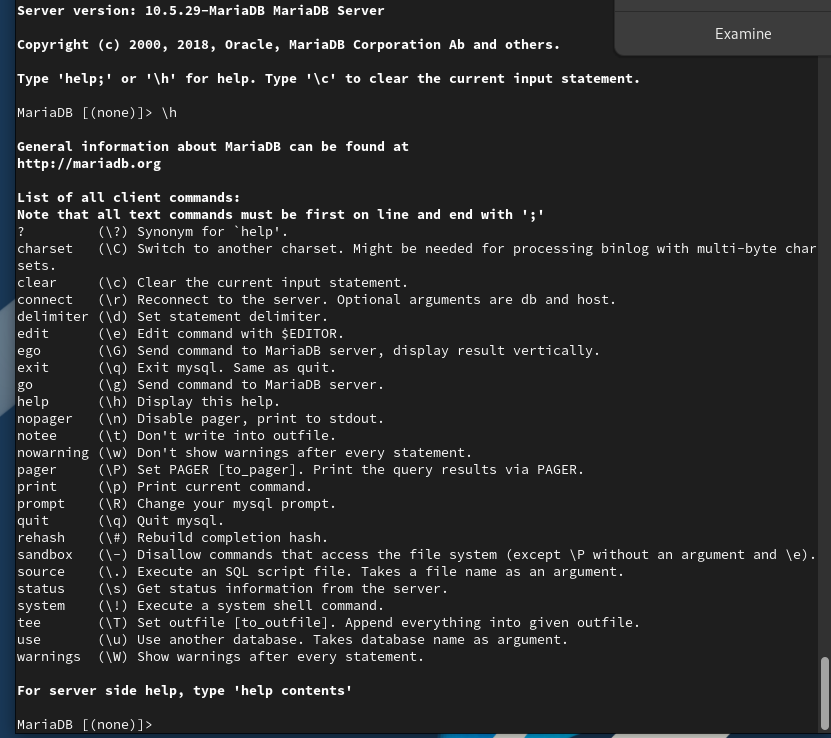 Server version: 10.5.29-MariaDB MariaDB Server
Examine
Copyright (c) 2000, 2018, Oracle, MariaDB Corporation Ab and others.
Type 'help;' or '\h' for help. Type '\c' to clear the current input statement.
MariaDB [(none)]> \h
General information about MariaDB can be found at
http://mariadb.org
List of all client commands:
Note that all text commands must be first on line and end with ';'
?         (\?) Synonym for `help'.
charset   (\C) Switch to another charset. Might be needed for processing binlog with multi-byte char
sets.
clear     (\c) Clear the current input statement.
connect   (\r) Reconnect to the server. Optional arguments are db and host.
delimiter (\d) Set statement delimiter.
edit      (\e) Edit command with $EDITOR.
ego       (\G) Send command to MariaDB server, display result vertically.
exit      (\q) Exit mysql. Same as quit.
go        (\g) Send command to MariaDB server.
help      (\h) Display this help.
nopager   (\n) Disable pager, print to stdout.
notee     (\t) Don't write into outfile.
nowarning (\w) Don't show warnings after every statement.
pager     (\P) Set PAGER [to_pager]. Print the query results via PAGER.
print     (\p) Print current command.
prompt    (\R) Change your mysql prompt.
quit      (\q) Quit mysql.
rehash    (\#) Rebuild completion hash.
sandbox   (\-) Disallow commands that access the file system (except \P without an argument and \e).
source    (\.) Execute an SQL script file. Takes a file name as an argument.
status    (\s) Get status information from the server.
system    (\!) Execute a system shell command.
tee       (\T) Set outfile [to_outfile]. Append everything into given outfile.
use       (\u) Use another database. Takes database name as argument.
warnings  (\W) Show warnings after every statement.
For server side help, type 'help contents'
MariaDB [(none)]>